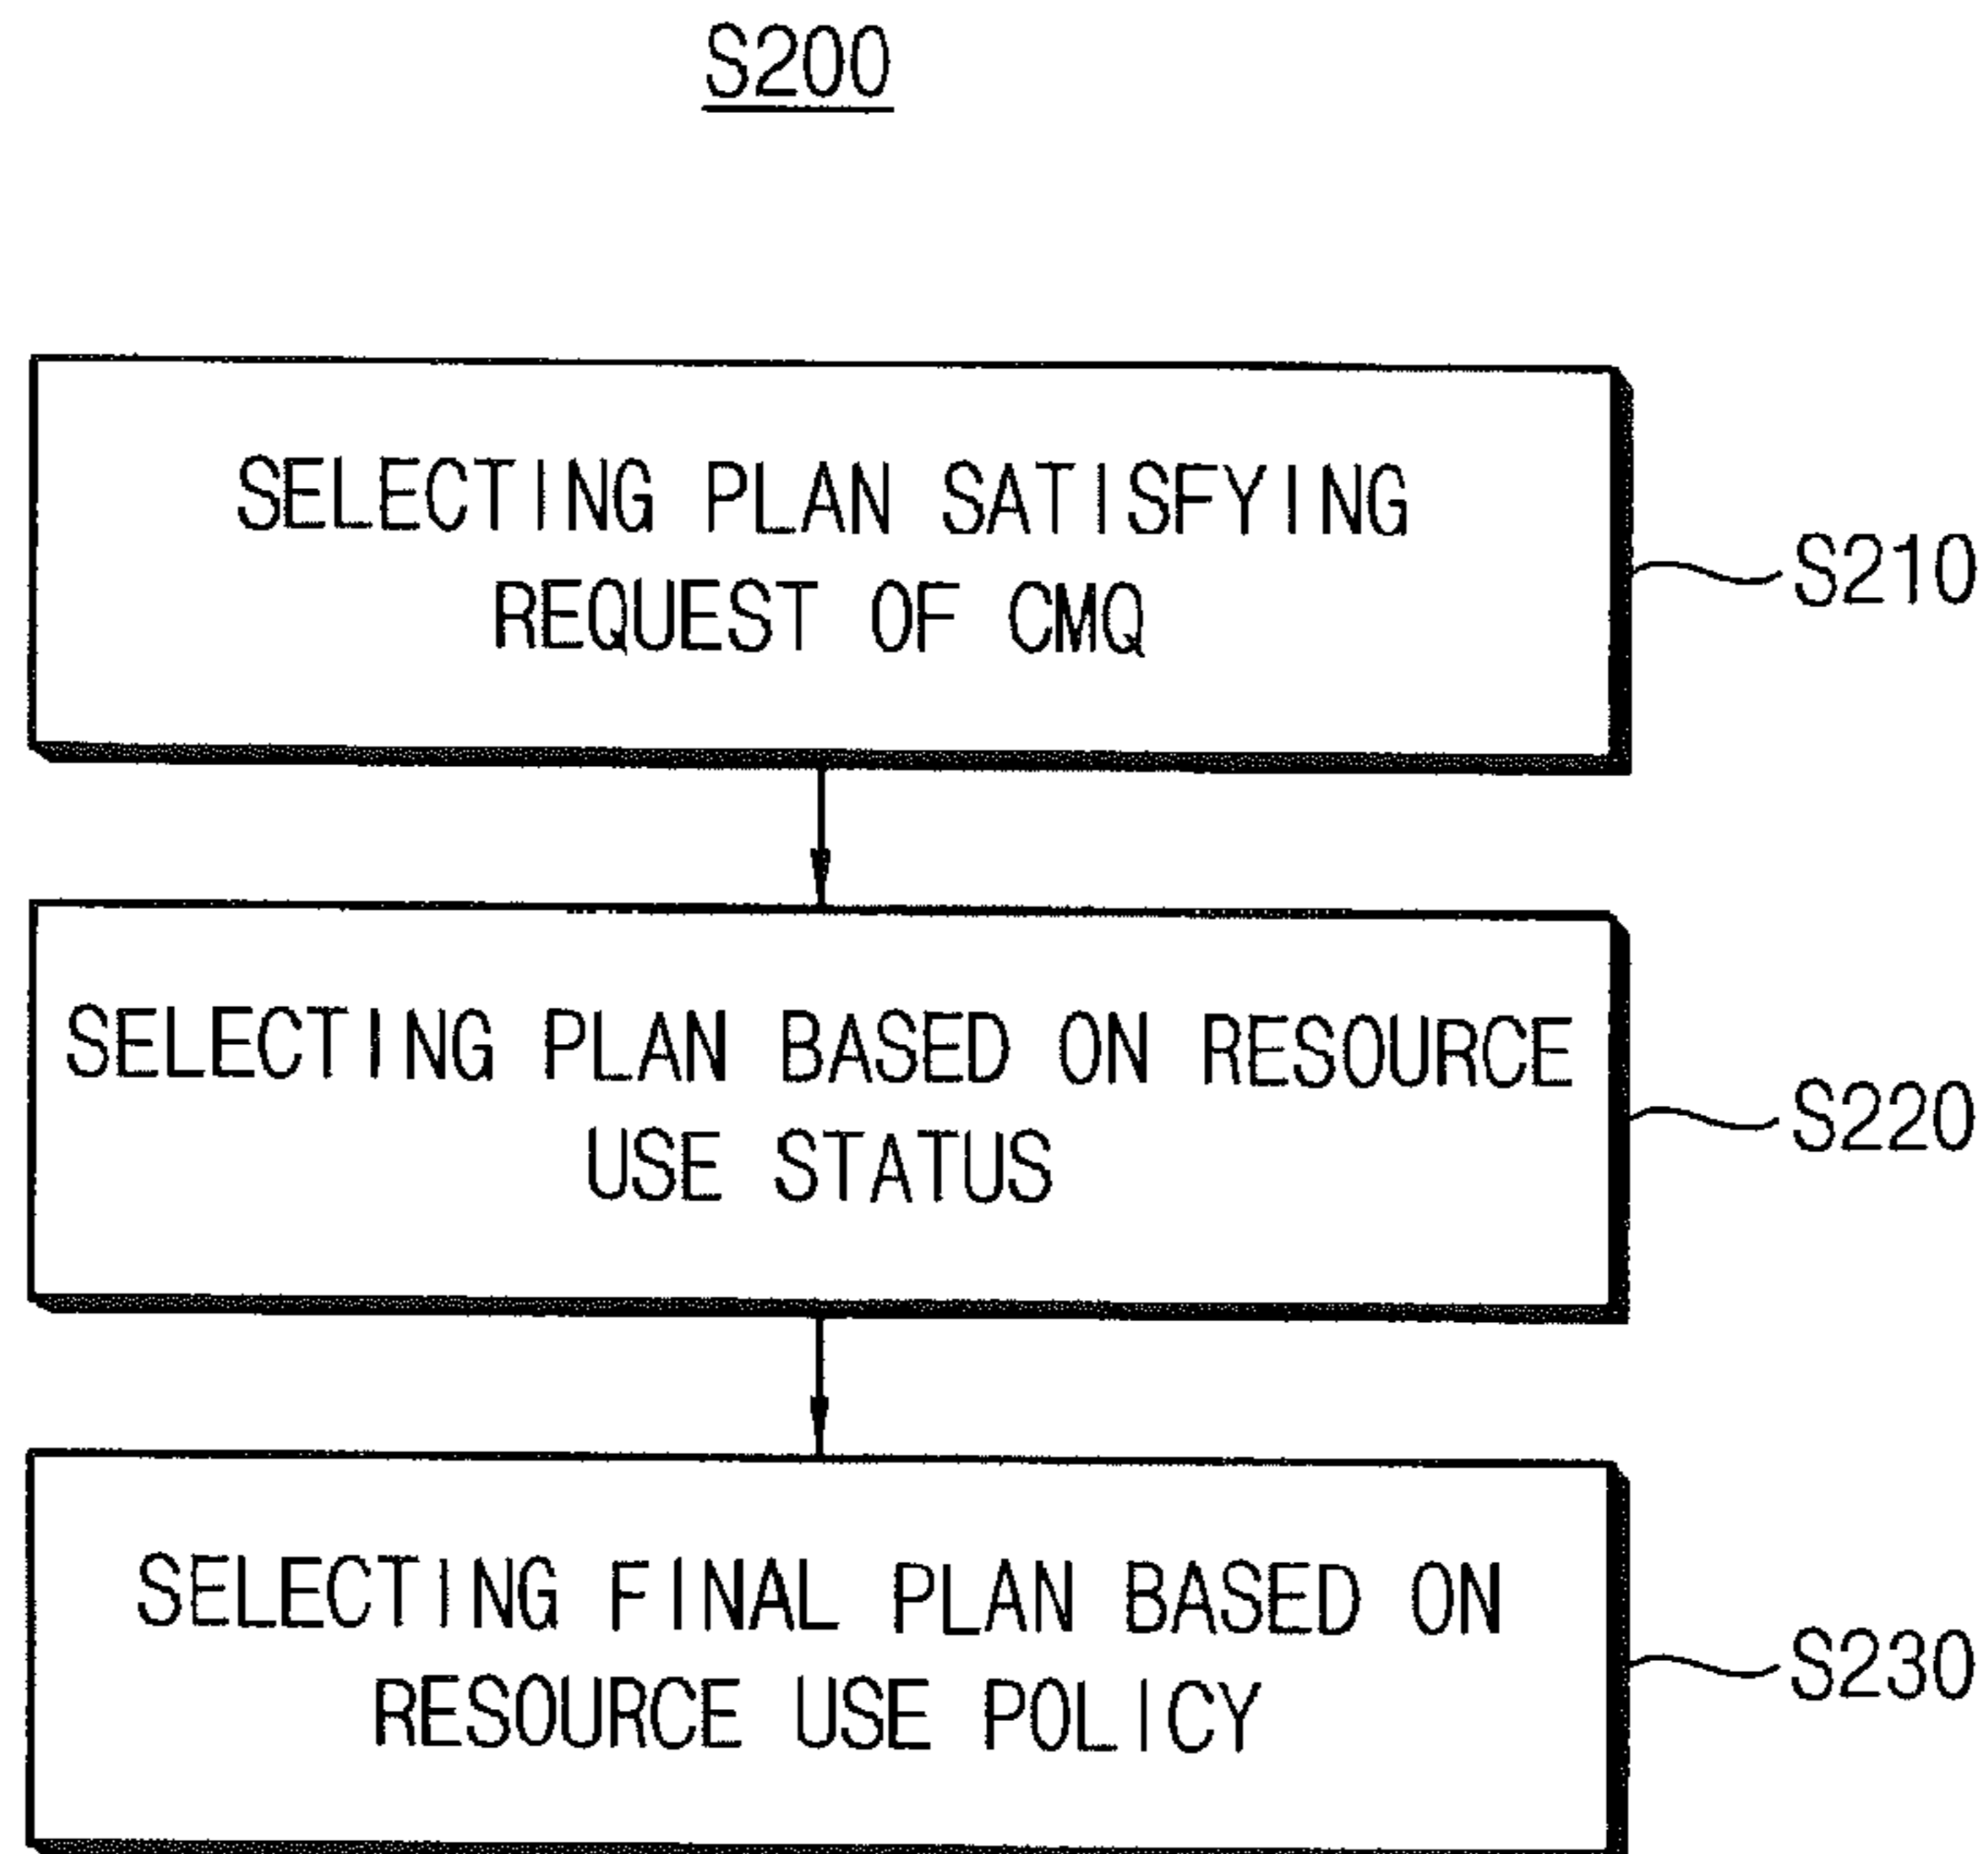 S200
SELECTING PLAN SATISFYING
REQUEST OF CMQ
S210
SELECTING PLAN BASED ON RESOURCE
USE STATUS
S220
SELECTING FINAL PLAN BASED ON
RESOURCE USE POLICY
S230